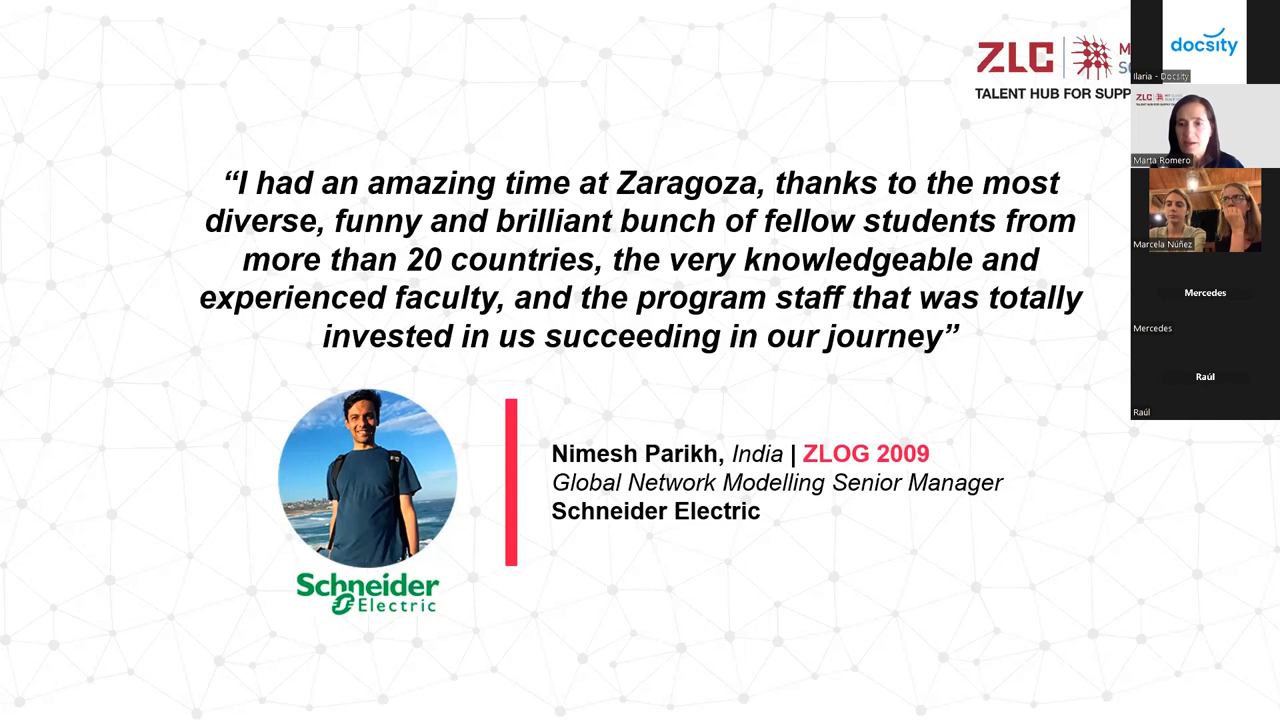 ZLC
TALENT HUB FOR SUPP
“I had an amazing time at Zaragoza, thanks to the most
diverse, funny and brilliant bunch of fellow students from
more than 20 countries, the very knowledgeable and
experienced faculty, and the program staff that was totally
invested in us succeeding in our journey”
Nimesh Parikh, India | ZLOG 2009
Global Network Modelling Senior Manager
Schneider Electric
Schneider
Electric
docsity
Ilaria - Docsity
ZLC
Marta Romero
Marcela Núñez
Mercedes
Mercedes
Raúl
Raúl